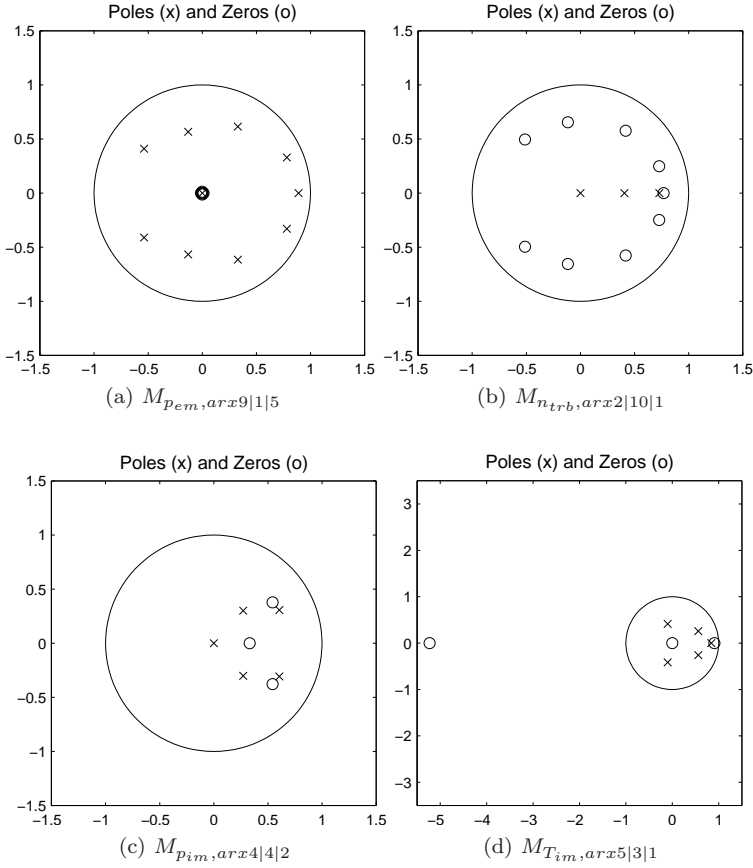 Poles (x) and Zeros (o)
1.5
1
0.5
0
−0.5
−1
−1.5
−1.5 −1 −0.5 0 0.5 1 1.5
(a) M_{p_{em},arx9|1|5}
Poles (x) and Zeros (o)
1.5
1
0.5
0
−0.5
−1
−1.5
−1.5 −1 −0.5 0 0.5 1 1.5
(b) M_{n_{trb},arx2|10|1}
Poles (x) and Zeros (o)
1.5
1
0.5
0
−0.5
−1
−1.5
−1.5 −1 −0.5 0 0.5 1 1.5
(c) M_{p_{im},arx4|4|2}
Poles (x) and Zeros (o)
3
2
1
0
−1
−2
−3
−5 −4 −3 −2 −1 0 1
(d) M_{T_{im},arx5|3|1}